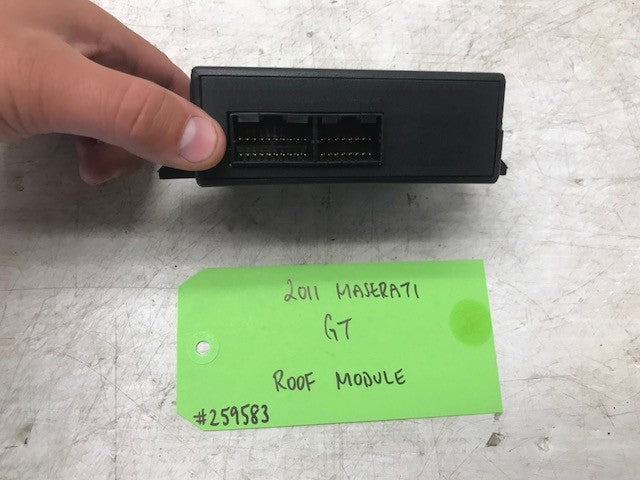 2011 MASERATI
GT
ROOF MODULE
#259583